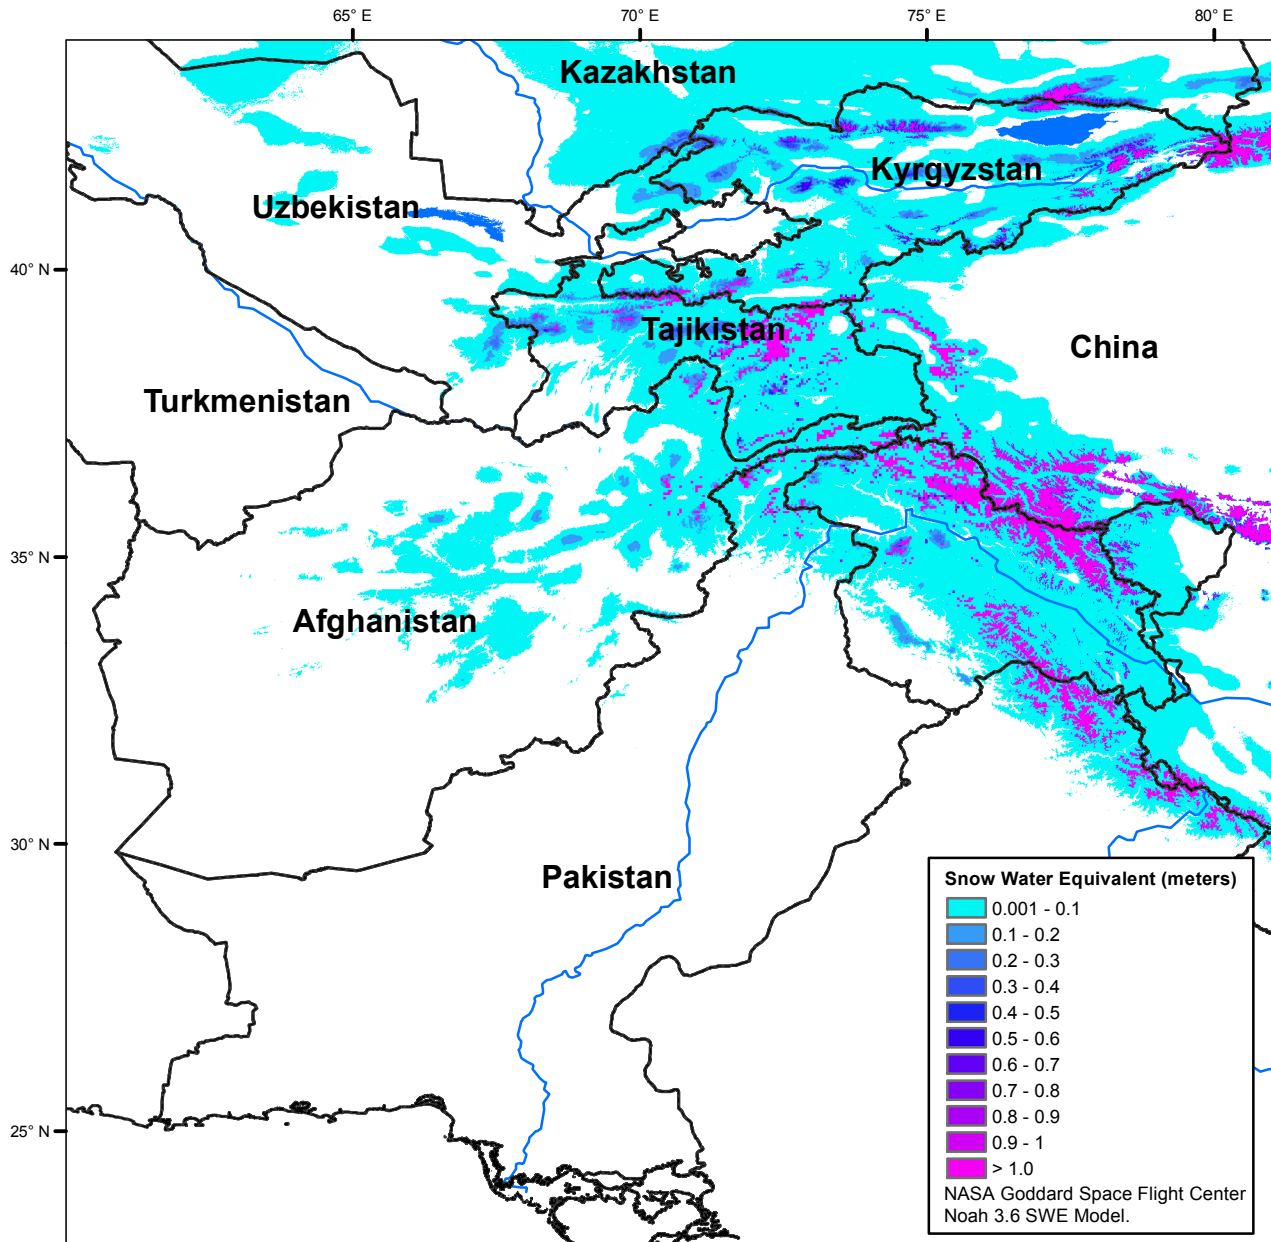 65° E
70° E
75° E
80° E
Kazakhstan
Kyrgyzstan
Uzbekistan
40° N
Tajikistan
China
Turkmenistan
35° N
Afghanistan
30° N
Pakistan
Snow Water Equivalent (meters)
0.001 - 0.1
0.1 - 0.2
0.2 - 0.3
0.3 - 0.4
0.4 - 0.5
0.5 - 0.6
0.6 - 0.7
0.7 - 0.8
0.8 - 0.9
0.9 - 1
> 1.0
25° N
NASA Goddard Space Flight Center
Noah 3.6 SWE Model.